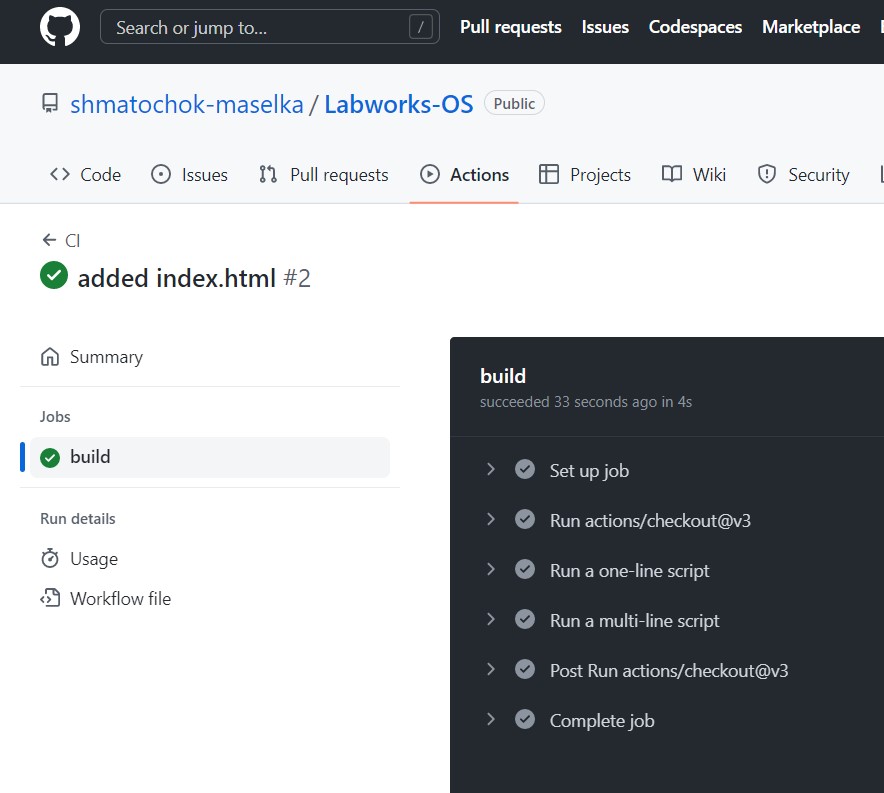 Search or jump to... / Pull requests Issues Codespaces Marketplace
shmatochok-maselka / Labworks-OS Public
Code Issues Pull requests Actions Projects Wiki Security
← CI
added index.html #2
Summary
Jobs
build
Run details
Usage
Workflow file
build
succeeded 33 seconds ago in 4s
Set up job
Run actions/checkout@v3
Run a one-line script
Run a multi-line script
Post Run actions/checkout@v3
Complete job